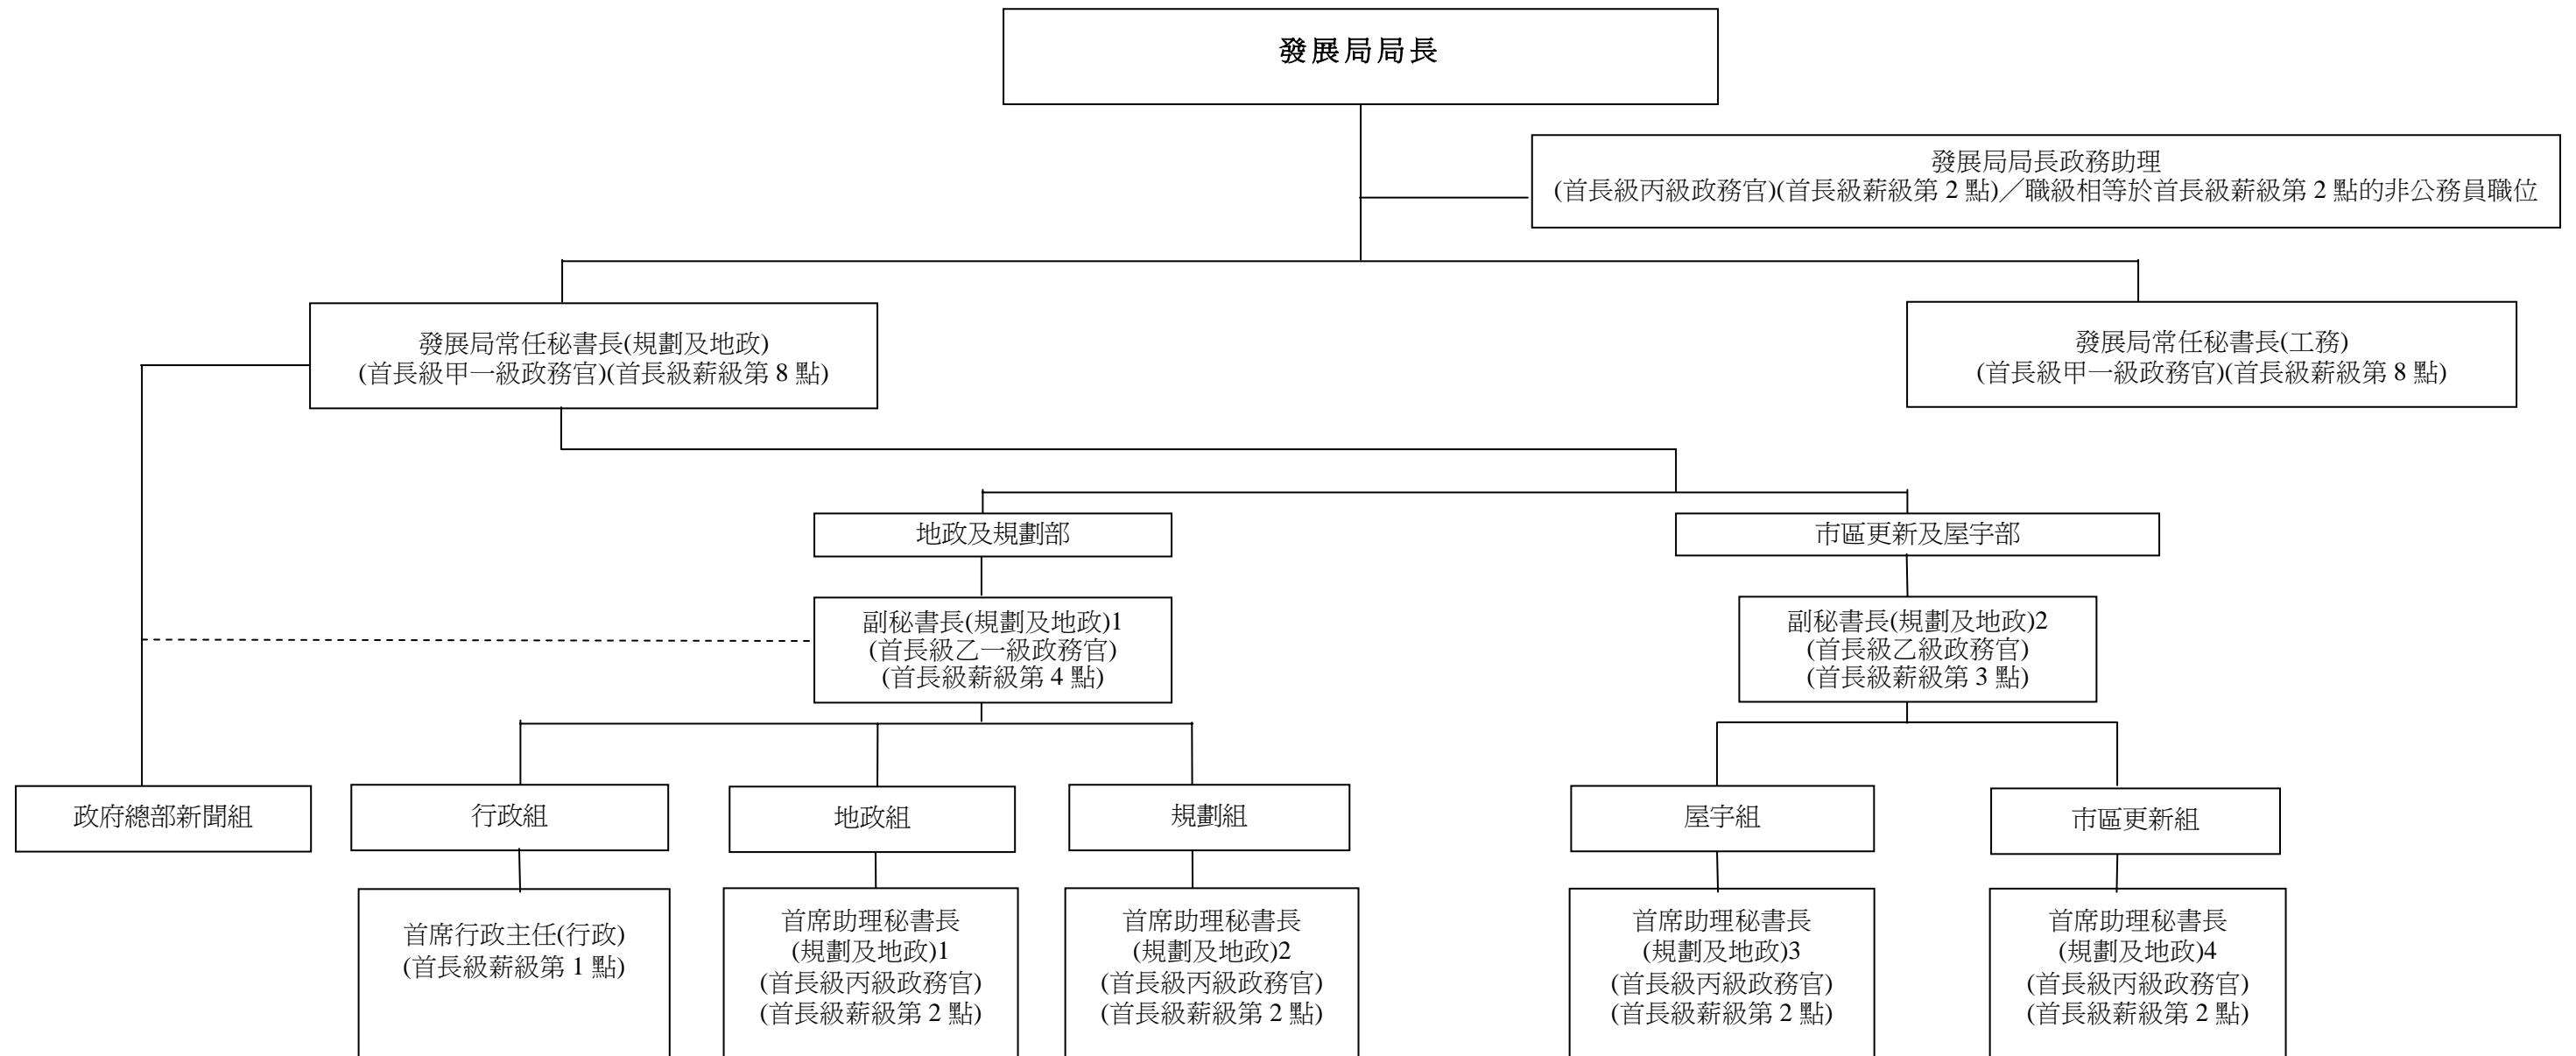 發展局局長
發展局局長政務助理
(首長級丙級政務官)(首長級薪級第 2 點)／職級相等於首長級薪級第 2 點的非公務員職位
發展局常任秘書長(規劃及地政)
(首長級甲一級政務官)(首長級薪級第 8 點)
發展局常任秘書長(工務)
(首長級甲一級政務官)(首長級薪級第 8 點)
地政及規劃部
市區更新及屋宇部
副秘書長(規劃及地政)1
(首長級乙一級政務官)
(首長級薪級第 4 點)
副秘書長(規劃及地政)2
(首長級乙級政務官)
(首長級薪級第 3 點)
政府總部新聞組
行政組
地政組
規劃組
屋宇組
市區更新組
首席行政主任(行政)
(首長級薪級第 1 點)
首席助理秘書長
(規劃及地政)1
(首長級丙級政務官)
(首長級薪級第 2 點)
首席助理秘書長
(規劃及地政)2
(首長級丙級政務官)
(首長級薪級第 2 點)
首席助理秘書長
(規劃及地政)3
(首長級丙級政務官)
(首長級薪級第 2 點)
首席助理秘書長
(規劃及地政)4
(首長級丙級政務官)
(首長級薪級第 2 點)